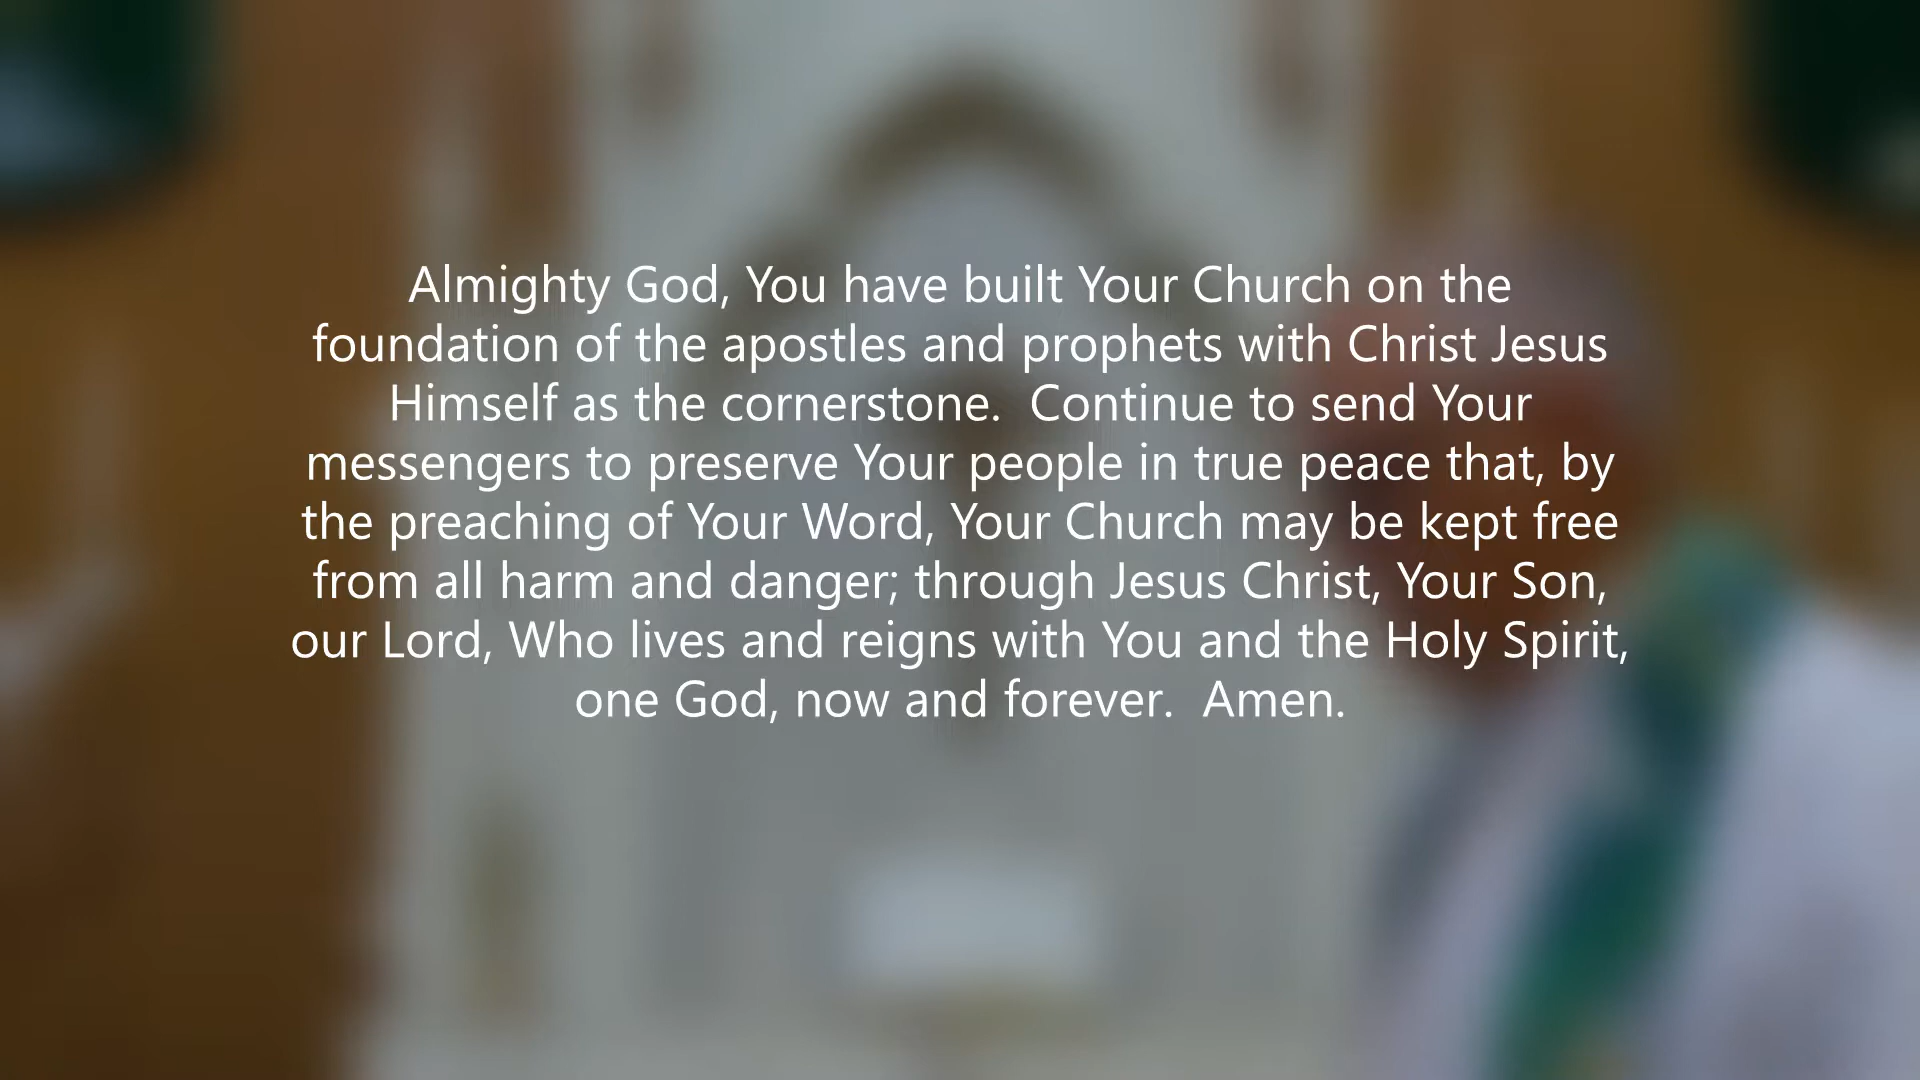 Almighty God, You have built Your Church on the
foundation of the apostles and prophets with Christ Jesus
Himself as the cornerstone.  Continue to send Your
messengers to preserve Your people in true peace that, by
the preaching of Your Word, Your Church may be kept free
from all harm and danger; through Jesus Christ, Your Son,
our Lord, Who lives and reigns with You and the Holy Spirit,
one God, now and forever.  Amen.